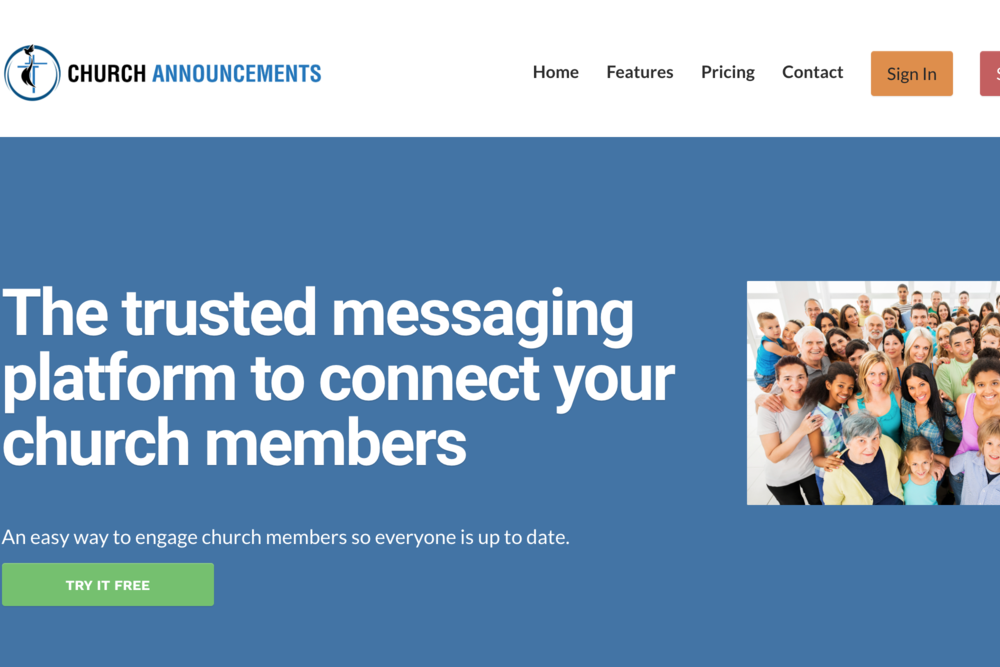 CHURCH ANNOUNCEMENTS
Home Features Pricing Contact Sign In
The trusted messaging
platform to connect your
church members
An easy way to engage church members so everyone is up to date.
TRY IT FREE